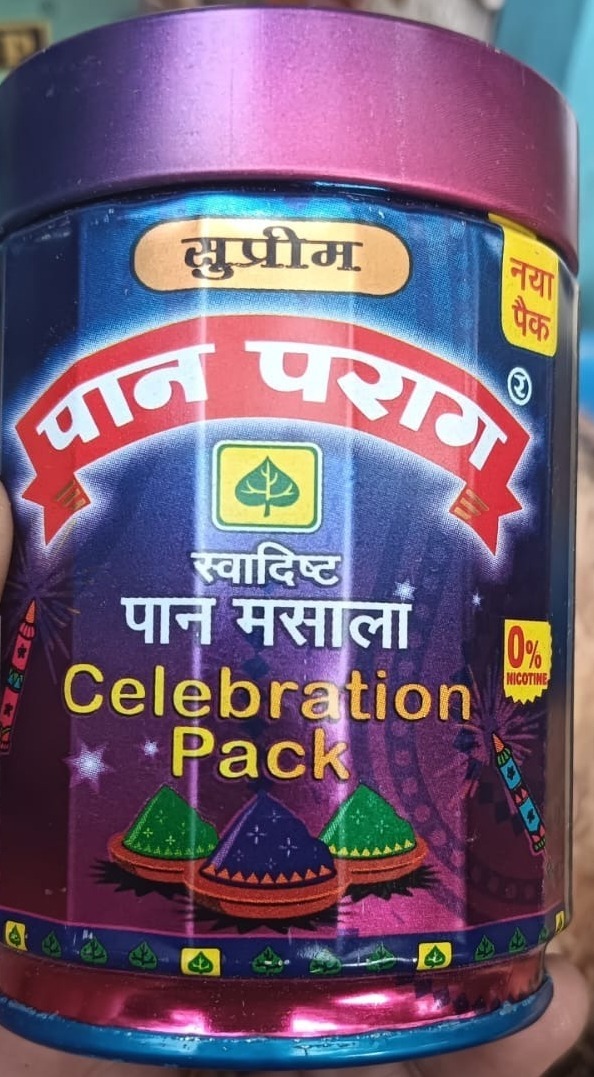 सुप्रीम
नया
पैक
पान पराग
®
स्वादिष्ट
पान मसाला
0%
NICOTINE
Celebration
Pack